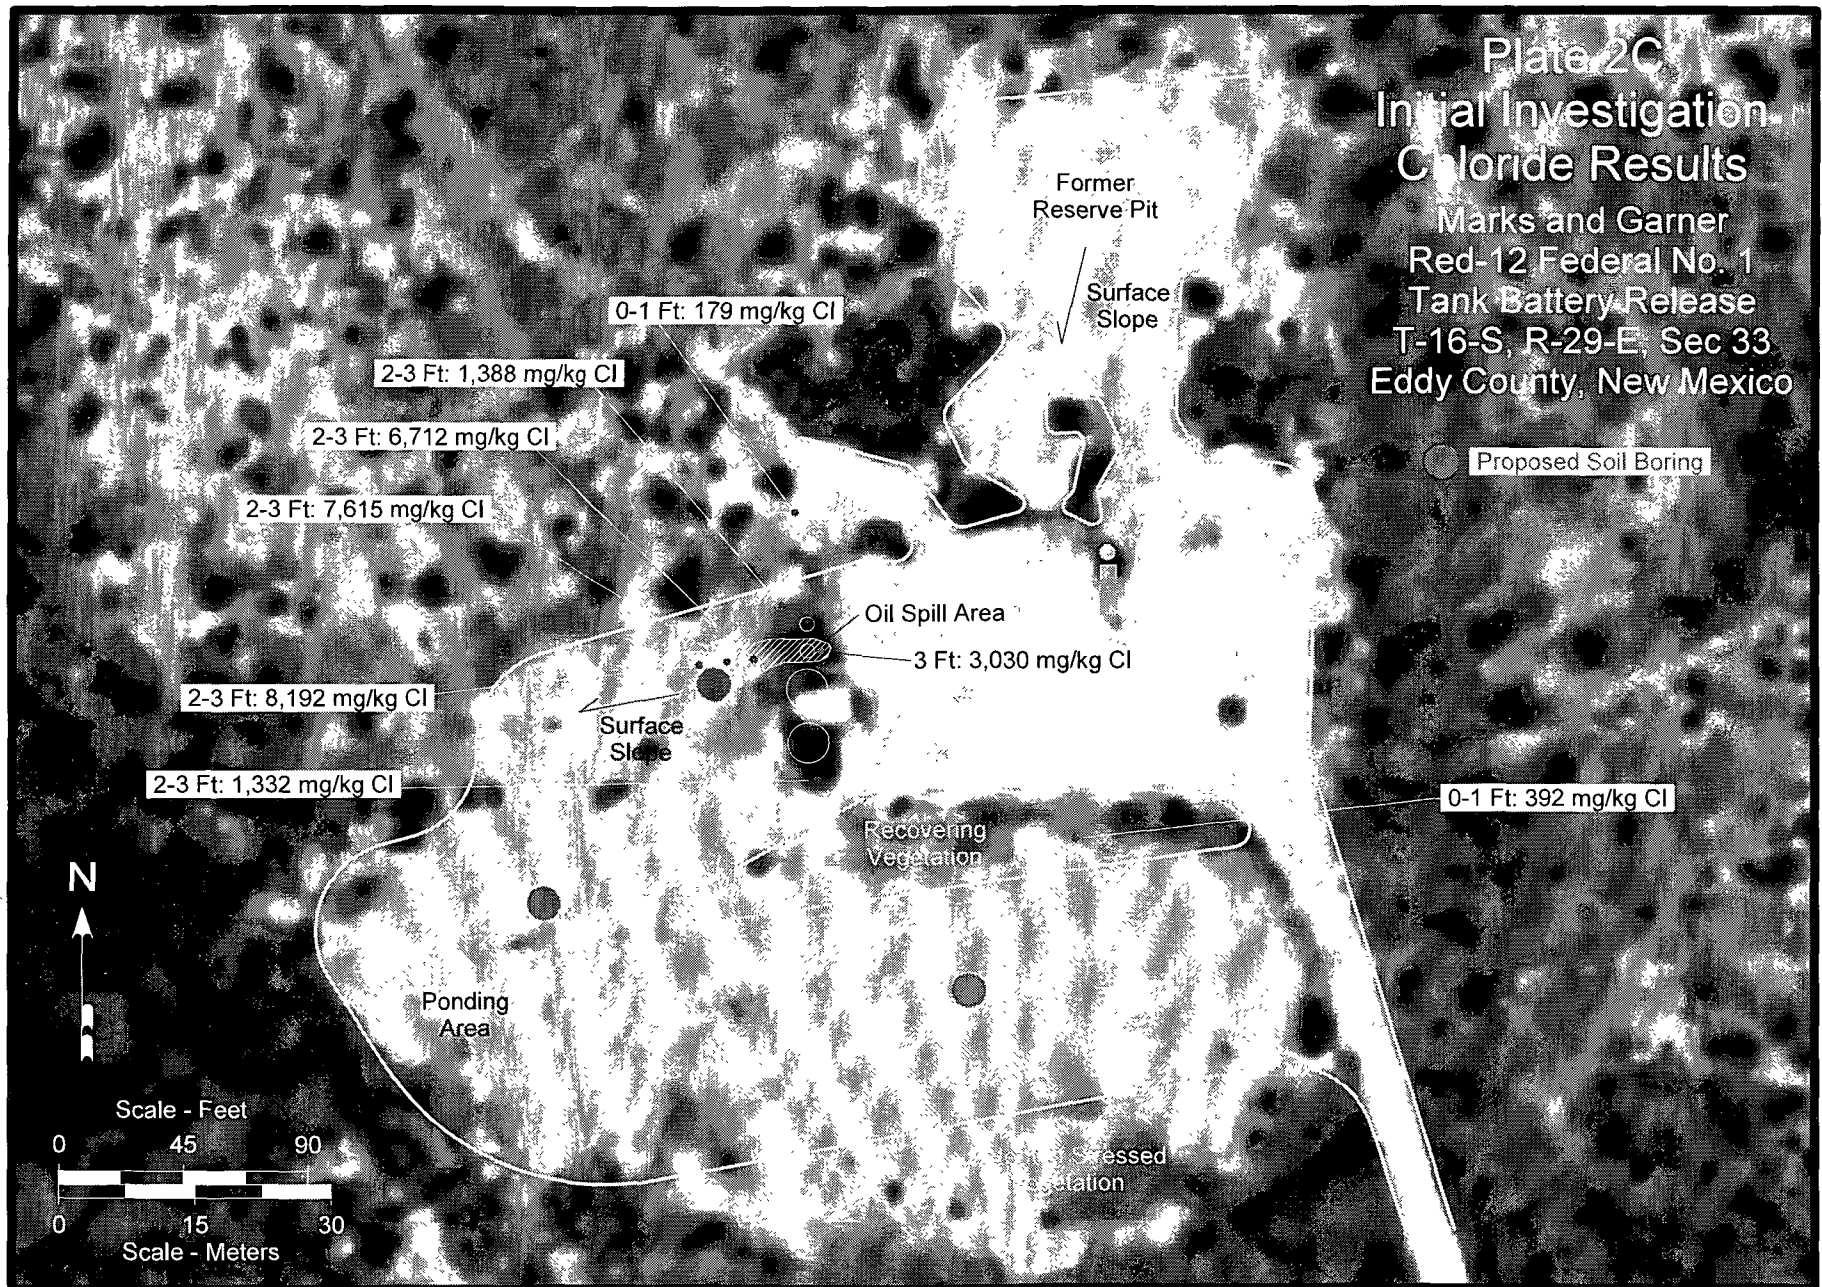 Plate 2C
Initial Investigation
Chloride Results
Marks and Garner
Red-12 Federal No. 1
Tank Battery Release
T-16-S, R-29-E, Sec 33
Eddy County, New Mexico
Proposed Soil Boring
Former
Reserve Pit
Surface
Slope
0-1 Ft: 179 mg/kg Cl
2-3 Ft: 1,388 mg/kg Cl
2-3 Ft: 6,712 mg/kg Cl
2-3 Ft: 7,615 mg/kg Cl
Oil Spill Area
3 Ft: 3,030 mg/kg Cl
2-3 Ft: 8,192 mg/kg Cl
Surface
Slope
2-3 Ft: 1,332 mg/kg Cl
0-1 Ft: 392 mg/kg Cl
Recovering
Vegetation
N
Ponding
Area
Stressed
Vegetation
Scale - Feet
0 45 90
0 15 30
Scale - Meters